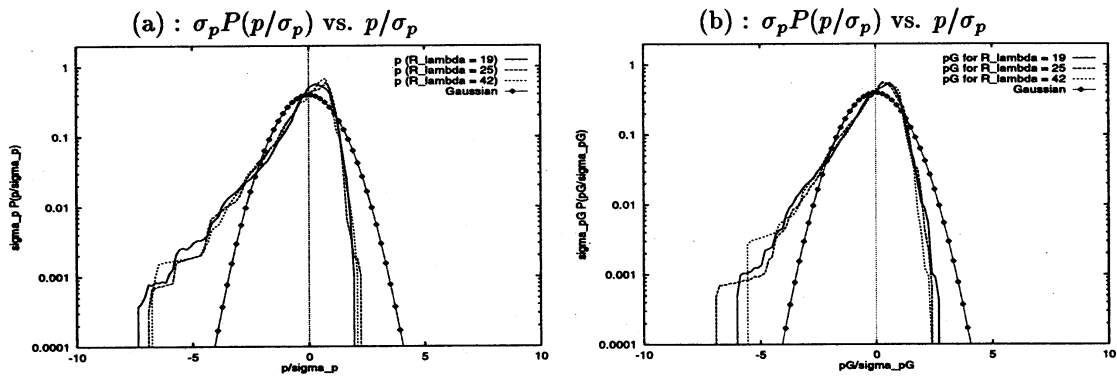 (a) : σ_p P(p/σ_p) vs. p/σ_p
1
0.1
0.01
0.001
0.0001
sigma_p P(p/sigma_p)
p (R_lambda = 19)
p (R_lambda = 25)
p (R_lambda = 42)
Gaussian
-10 -5 0 5 10
p/sigma_p
(b) : σ_p P(p/σ_p) vs. p/σ_p
1
0.1
0.01
0.001
0.0001
sigma_pG P(pG/sigma_pG)
pG for R_lambda = 19
pG for R_lambda = 25
pG for R_lambda = 42
Gaussian
-10 -5 0 5 10
pG/sigma_pG